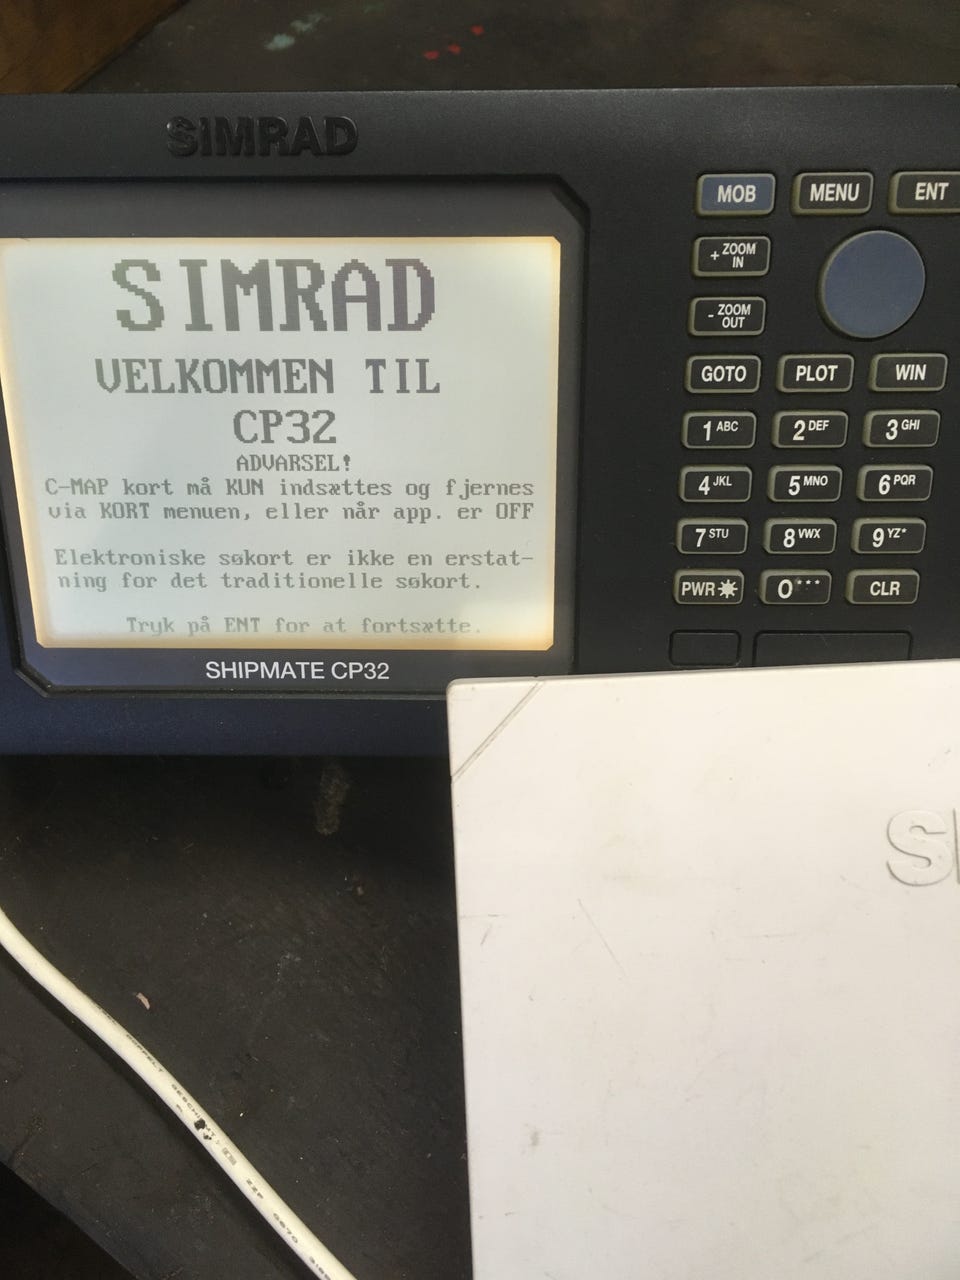 SIMRAD
MOB MENU ENT
+ ZOOM IN
- ZOOM OUT
GOTO PLOT WIN
1 ABC 2 DEF 3 GHI
4 JKL 5 MNO 6 PQR
7 STU 8 VWX 9 YZ*
PWR 0 *** CLR
SIMRAD
VELKOMMEN TIL
CP32
ADVARSEL!
C-MAP kort må KUN indsættes og fjernes
via KORT menuen, eller når app. er OFF
Elektroniske søkort er ikke en erstat-
ning for det traditionelle søkort.
Tryk på ENT for at fortsætte.
SHIPMATE CP32